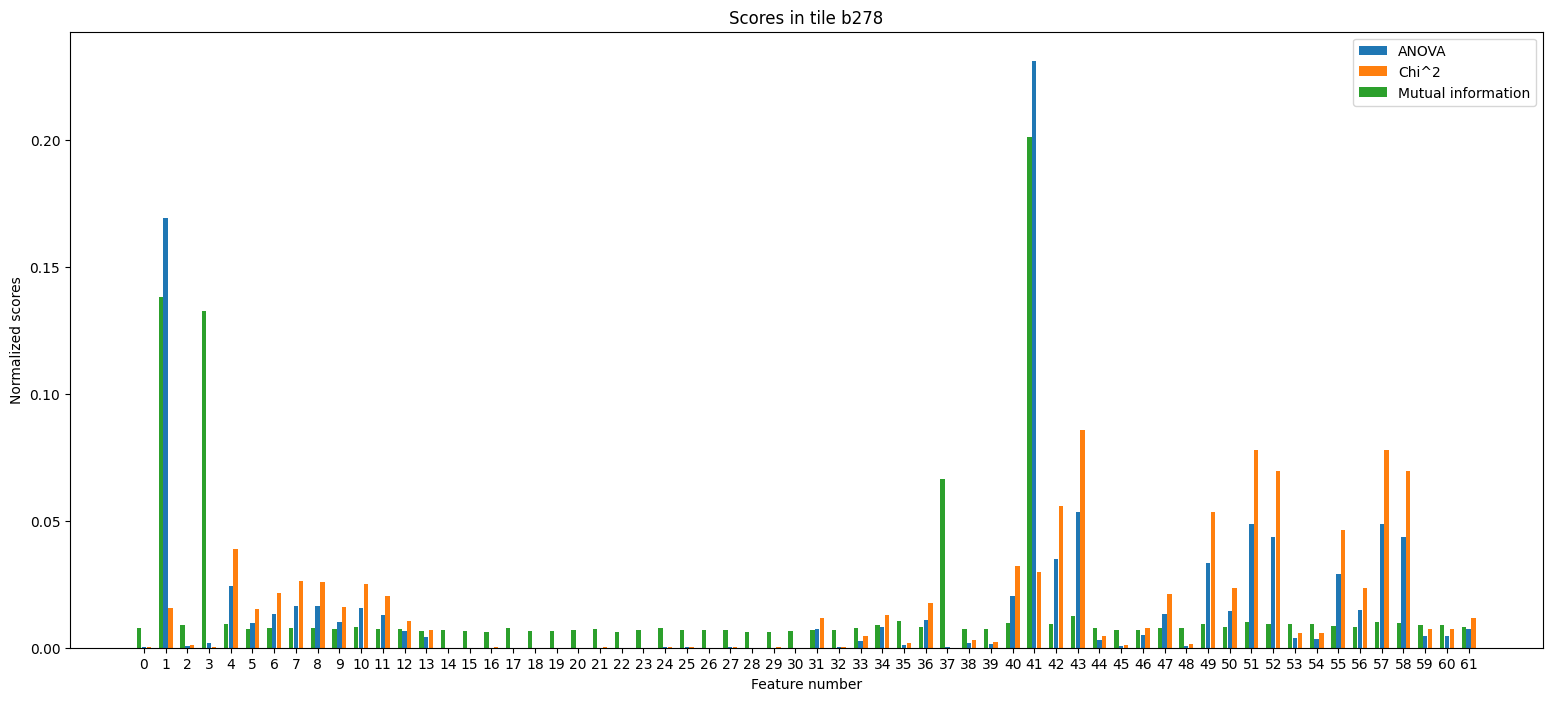 Scores in tile b278
ANOVA
Chi^2
Mutual information
Normalized scores
0.20
0.15
0.10
0.05
0.00
0 1 2 3 4 5 6 7 8 9 10 11 12 13 14 15 16 17 18 19 20 21 22 23 24 25 26 27 28 29 30 31 32 33 34 35 36 37 38 39 40 41 42 43 44 45 46 47 48 49 50 51 52 53 54 55 56 57 58 59 60 61
Feature number